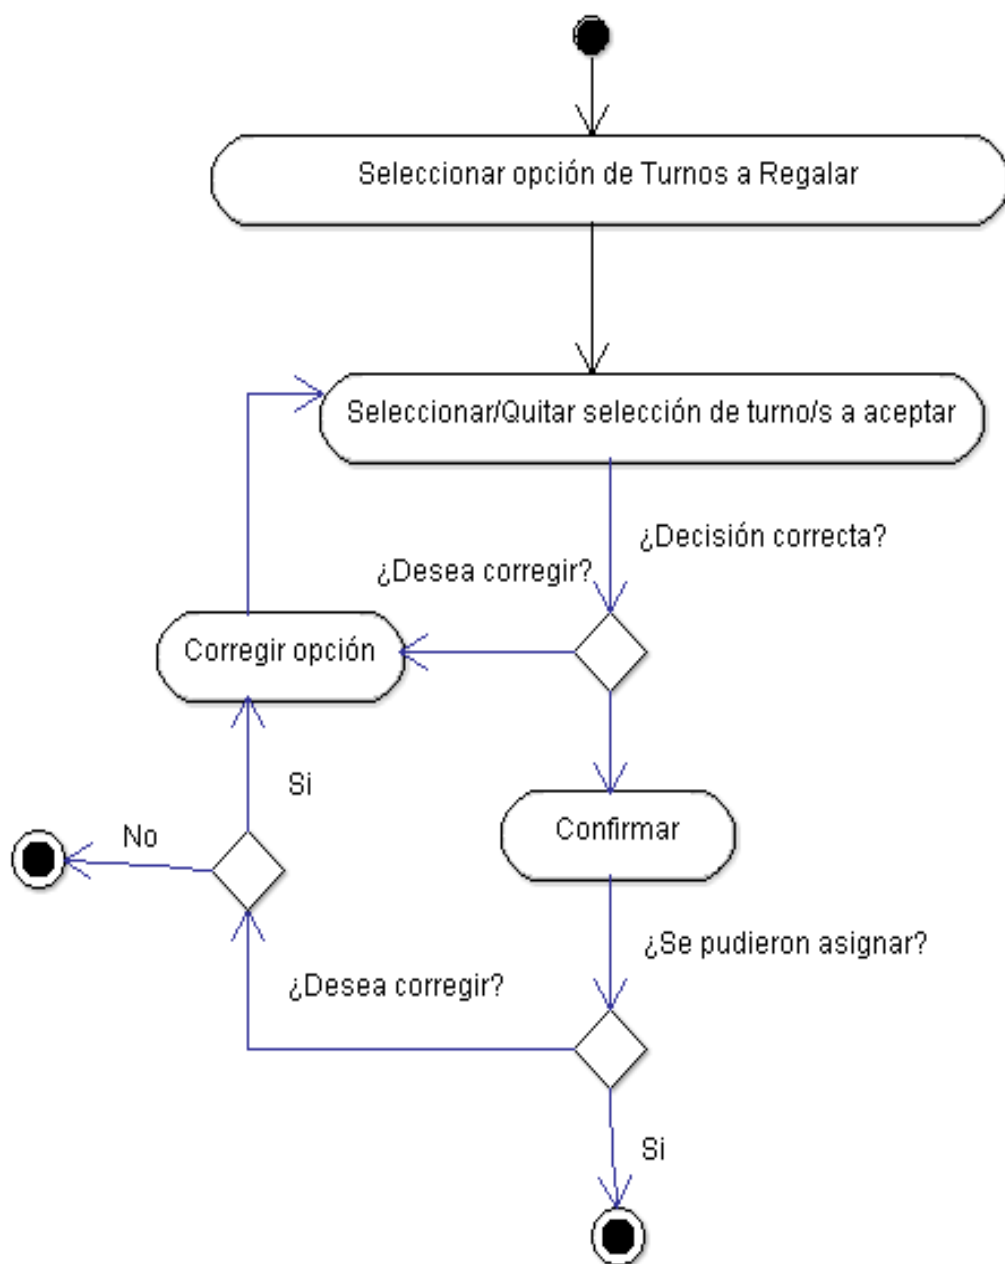 Seleccionar opción de Turnos a Regalar
Seleccionar/Quitar selección de turno/s a aceptar
¿Decisión correcta?
¿Desea corregir?
Corregir opción
Si
Confirmar
No
¿Se pudieron asignar?
¿Desea corregir?
Si